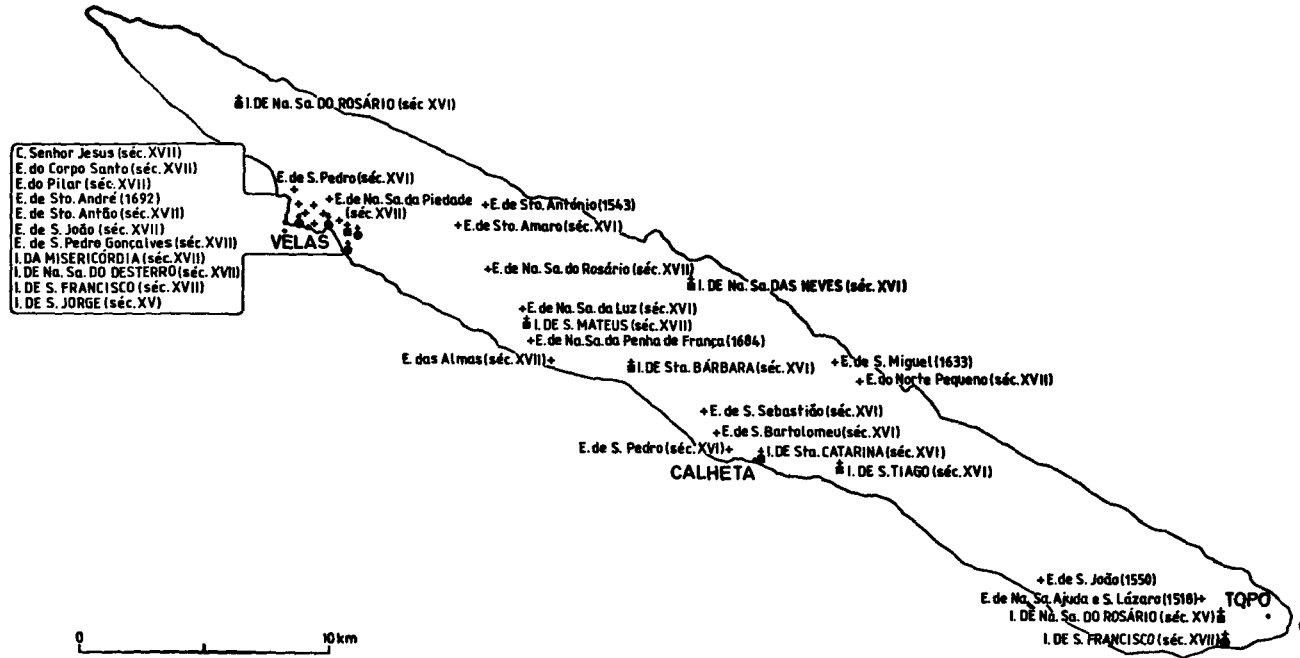 I. DE Na. Sa. DO ROSÁRIO (séc XVI)
C. Senhor Jesus (séc. XVII)
E. do Corpo Santo (séc. XVII)
E. do Pilar (séc. XVII)
E. de Sto. André (1692)
E. de Sto. Antão (séc. XVII)
E. de S. João (séc. XVII)
E. de S. Pedro Gonçalves (séc. XVII)
I. DA MISERICÓRDIA (séc. XVII)
I. DE Na. Sa. DO DESTERRO (séc. XVII)
I. DE S. FRANCISCO (séc. XVII)
I. DE S. JORGE (séc. XV)
E. de S. Pedro (séc. XVI)
E. de Na. Sa. da Piedade
(séc. XVII)
VELAS
E. de Sto. António (1543)
E. de Sto. Amaro (séc. XVI)
E. de Na. Sa. do Rosário (séc. XVII)
I. DE Na. Sa. DAS NEVES (séc. XVI)
E. de Na. Sa. da Luz (séc. XVI)
I. DE S. MATEUS (séc. XVII)
E. de Na. Sa. da Penha de França (1684)
E. das Almas (séc. XVII)
I. DE Sta. BÁRBARA (séc. XVI)
E. de S. Miguel (1633)
E. do Norte Pequeno (séc. XVII)
E. de S. Sebastião (séc. XVI)
E. de S. Bartolomeu (séc. XVI)
E. de S. Pedro (séc. XVI)
I. DE Sta. CATARINA (séc. XVI)
CALHETA
I. DE S. TIAGO (séc. XVI)
E. de S. João (1550)
E. de Na. Sa. Ajuda e S. Lázaro (1518)
TOPO
I. DE Na. Sa. DO ROSÁRIO (séc. XV)
I. DE S. FRANCISCO (séc. XVII)
0 10 km